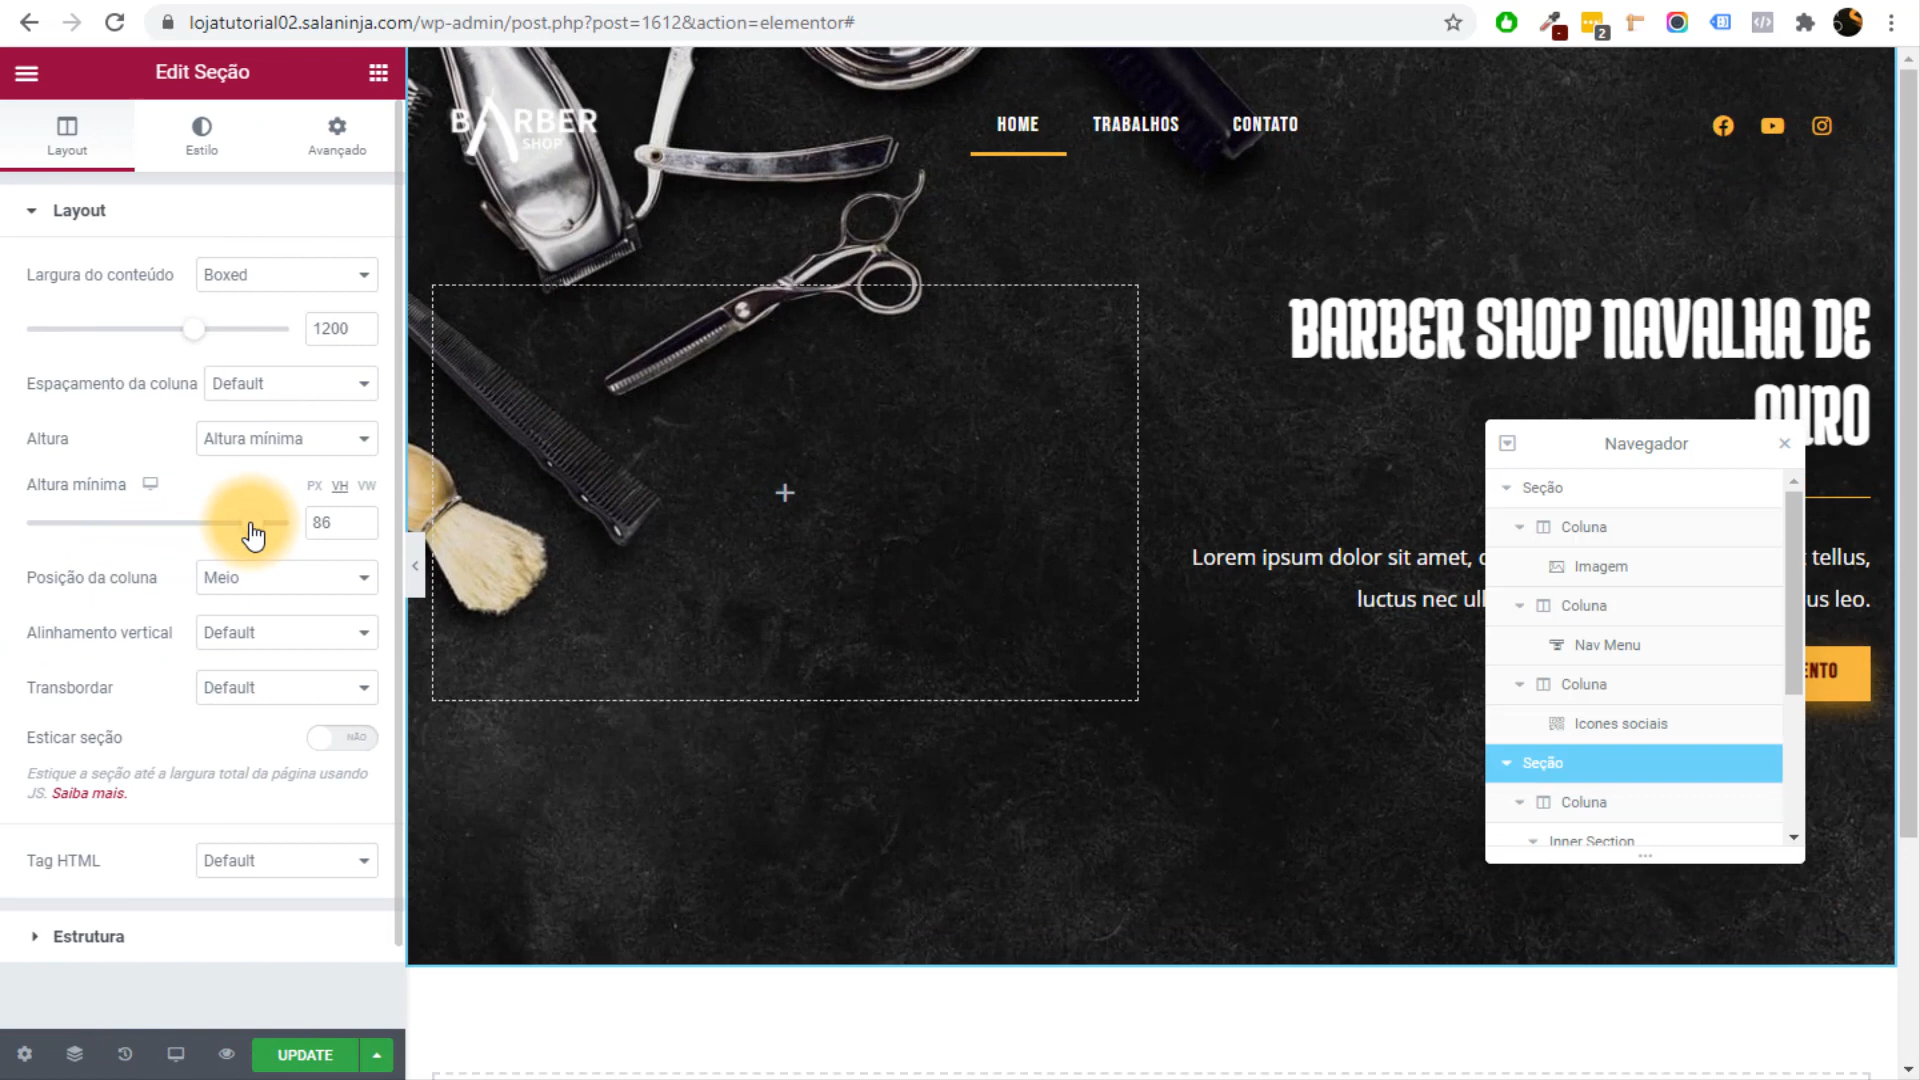 lojatutorial02.salaninja.com/wp-admin/post.php?post=1612&action=elementor#
2
Edit Seção
Layout
Estilo
Avançado
Layout
Largura do conteúdo
Boxed
1200
Espaçamento da coluna
Default
Altura
Altura mínima
Altura mínima
PX VH VW
86
Posição da coluna
Meio
Alinhamento vertical
Default
Transbordar
Default
Esticar seção
NÃO
Estique a seção até a largura total da página usando
JS. Saiba mais.
Tag HTML
Default
Estrutura
UPDATE
BARBER
SHOP
HOME
TRABALHOS
CONTATO
BARBER SHOP NAVALHA DE
OURO
Lorem ipsum dolor sit amet, tellus,
luctus nec us leo.
ENTO
Navegador
Seção
Coluna
Imagem
Coluna
Nav Menu
Coluna
Icones sociais
Seção
Coluna
Inner Section